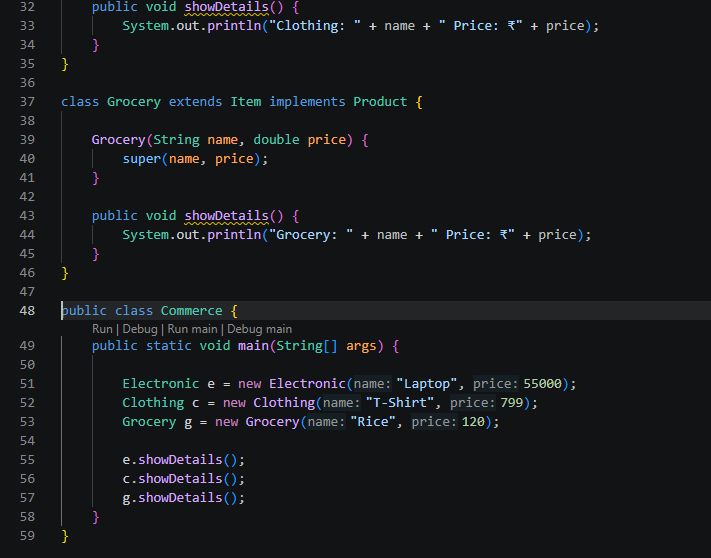 32 public void showDetails() {
33 System.out.println("Clothing: " + name + " Price: ₹" + price);
34 }
35 }
36
37 class Grocery extends Item implements Product {
38
39 Grocery(String name, double price) {
40 super(name, price);
41 }
42
43 public void showDetails() {
44 System.out.println("Grocery: " + name + " Price: ₹" + price);
45 }
46 }
47
48 public class Commerce {
Run | Debug | Run main | Debug main
49 public static void main(String[] args) {
50
51 Electronic e = new Electronic(name: "Laptop", price: 55000);
52 Clothing c = new Clothing(name: "T-Shirt", price: 799);
53 Grocery g = new Grocery(name: "Rice", price: 120);
54
55 e.showDetails();
56 c.showDetails();
57 g.showDetails();
58 }
59 }